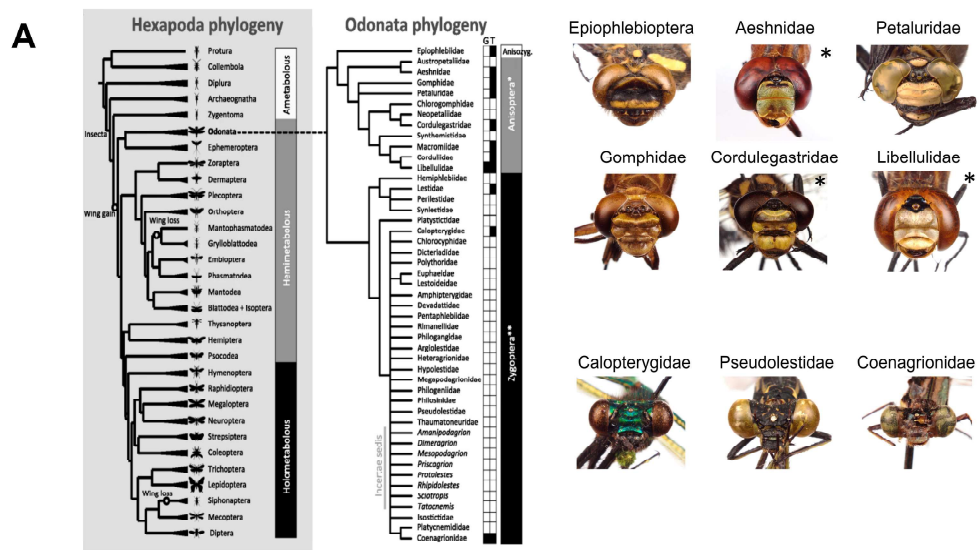 A
Hexapoda phylogeny
Protura
Collembola
Diplura
Archaeognatha
Zygentoma
Insecta
Odonata
Ephemeroptera
Zoraptera
Dermaptera
Plecoptera
Wing gain
Orthoptera
Wing loss
Mantophasmatodea
Grylloblattodea
Embioptera
Phasmatodea
Mantodea
Blattodea + Isoptera
Thysanoptera
Hemiptera
Psocodea
Hymenoptera
Raphidioptera
Megaloptera
Neuroptera
Strepsiptera
Coleoptera
Trichoptera
Lepidoptera
Wing loss
Siphonaptera
Mecoptera
Diptera
Ametabolous
Hemimetabolous
Holometabolous
Odonata phylogeny
G T
Epiophlebiidae
Austropetaliidae
Aeshnidae
Gomphidae
Petaluridae
Chlorogomphidae
Neopetaliidae
Cordulegastridae
Synthemistidae
Macromiidae
Corduliidae
Libellulidae
Hemiphlebiidae
Lestidae
Perilestidae
Synlestidae
Platystictidae
Calopterygidae
Chlorocyphidae
Dicteriadidae
Polythoridae
Euphaeidae
Lestoideidae
Amphipterygidae
Devadattidae
Pentaphlebiidae
Rimanellidae
Philogangidae
Argiolestidae
Heteragrionidae
Hypolestidae
Megapodagrionidae
Philogeniidae
Philosinidae
Pseudolestidae
Thaumatoneuridae
Amanipodagrion
Dimeragrion
Mesopodagrion
Priscagrion
Protolestes
Rhipidolestes
Sciotropis
Tatocnemis
Isostictidae
Platycnemididae
Coenagrionidae
Incertae sedis
Anisozyg.
Anisoptera*
Zygoptera**
Epiophlebioptera
Aeshnidae
*
Petaluridae
Gomphidae
Cordulegastridae
*
Libellulidae
*
Calopterygidae
Pseudolestidae
Coenagrionidae